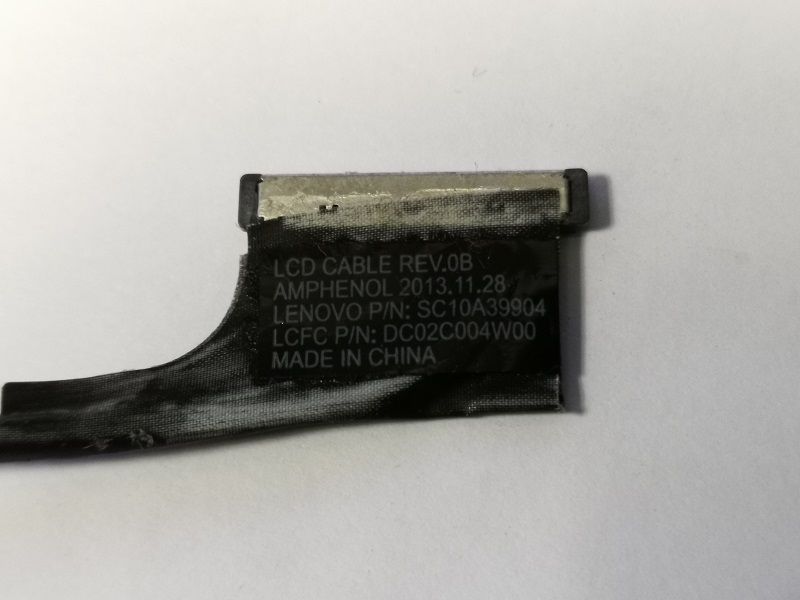 LCD CABLE REV.0B
AMPHENOL 2013.11.28
LENOVO P/N: SC10A39904
LCFC P/N: DC02C004W00
MADE IN CHINA